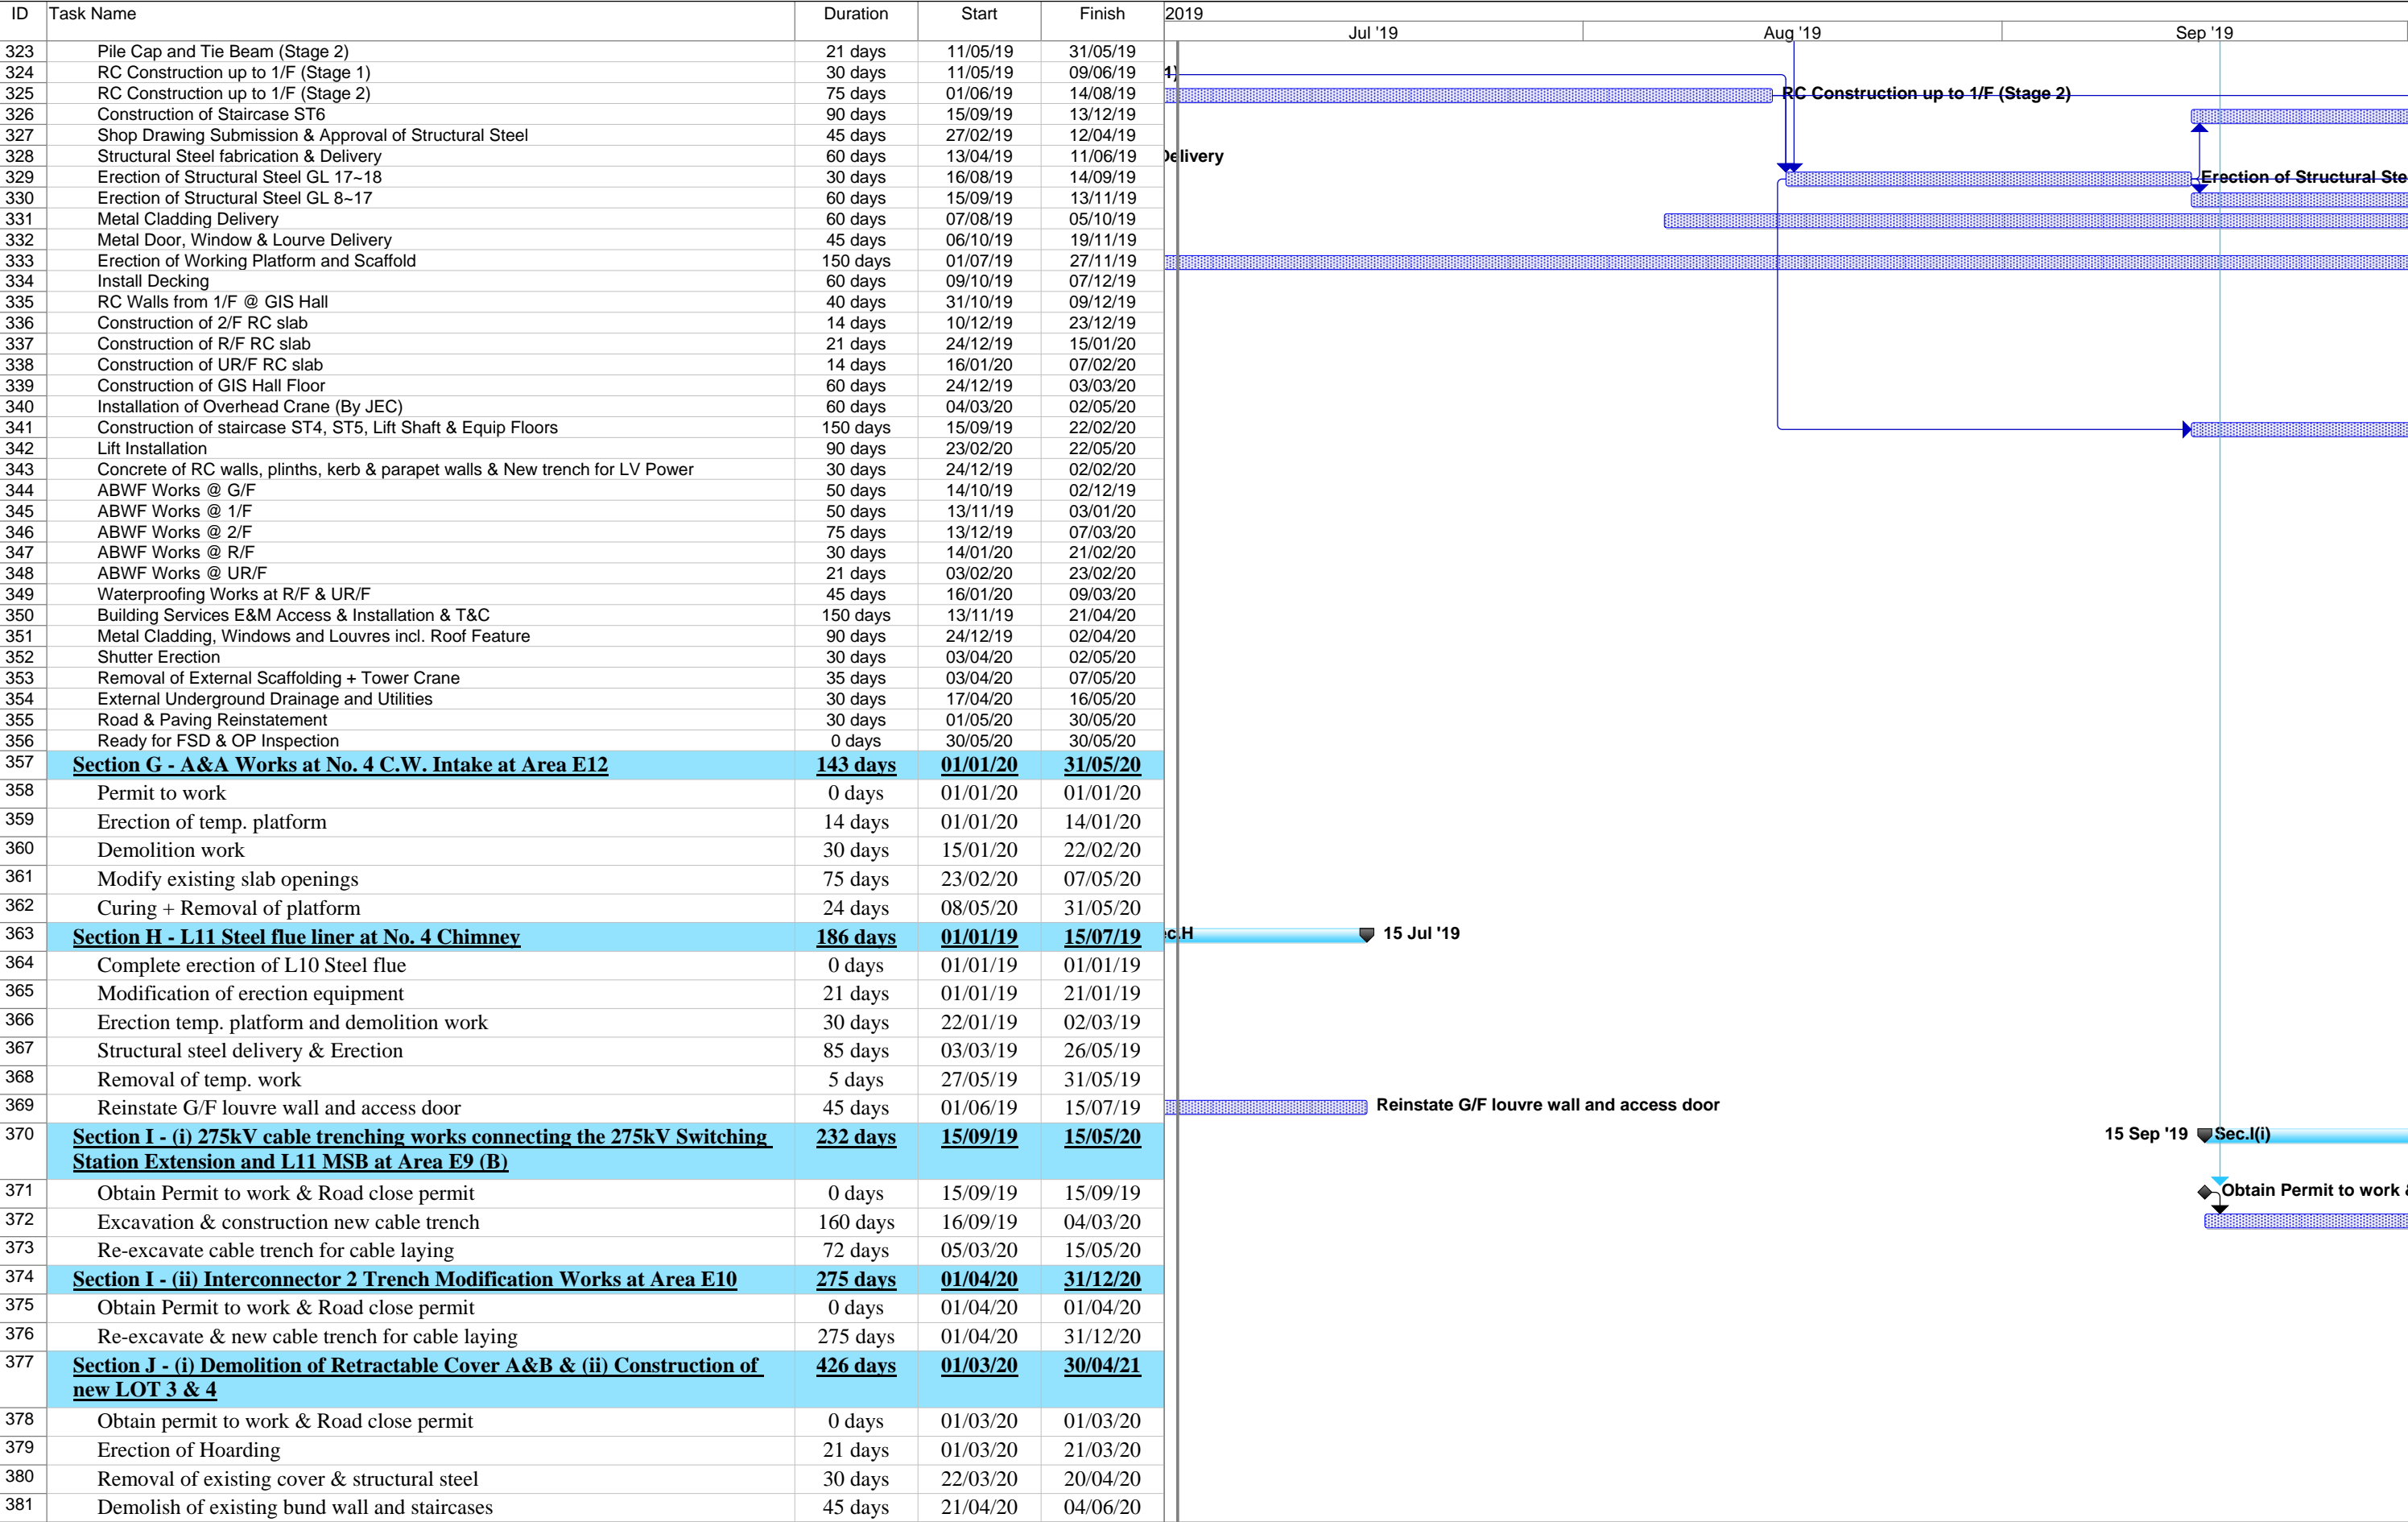 ID Task Name Duration Start Finish 2019
Jul '19 Aug '19 Sep '19
323 Pile Cap and Tie Beam (Stage 2) 21 days 11/05/19 31/05/19
324 RC Construction up to 1/F (Stage 1) 30 days 11/05/19 09/06/19 1)
325 RC Construction up to 1/F (Stage 2) 75 days 01/06/19 14/08/19 RC Construction up to 1/F (Stage 2)
326 Construction of Staircase ST6 90 days 15/09/19 13/12/19
327 Shop Drawing Submission & Approval of Structural Steel 45 days 27/02/19 12/04/19
328 Structural Steel fabrication & Delivery 60 days 13/04/19 11/06/19 Delivery
329 Erection of Structural Steel GL 17~18 30 days 16/08/19 14/09/19 Erection of Structural Ste
330 Erection of Structural Steel GL 8~17 60 days 15/09/19 13/11/19
331 Metal Cladding Delivery 60 days 07/08/19 05/10/19
332 Metal Door, Window & Lourve Delivery 45 days 06/10/19 19/11/19
333 Erection of Working Platform and Scaffold 150 days 01/07/19 27/11/19
334 Install Decking 60 days 09/10/19 07/12/19
335 RC Walls from 1/F @ GIS Hall 40 days 31/10/19 09/12/19
336 Construction of 2/F RC slab 14 days 10/12/19 23/12/19
337 Construction of R/F RC slab 21 days 24/12/19 15/01/20
338 Construction of UR/F RC slab 14 days 16/01/20 07/02/20
339 Construction of GIS Hall Floor 60 days 24/12/19 03/03/20
340 Installation of Overhead Crane (By JEC) 60 days 04/03/20 02/05/20
341 Construction of staircase ST4, ST5, Lift Shaft & Equip Floors 150 days 15/09/19 22/02/20
342 Lift Installation 90 days 23/02/20 22/05/20
343 Concrete of RC walls, plinths, kerb & parapet walls & New trench for LV Power 30 days 24/12/19 02/02/20
344 ABWF Works @ G/F 50 days 14/10/19 02/12/19
345 ABWF Works @ 1/F 50 days 13/11/19 03/01/20
346 ABWF Works @ 2/F 75 days 13/12/19 07/03/20
347 ABWF Works @ R/F 30 days 14/01/20 21/02/20
348 ABWF Works @ UR/F 21 days 03/02/20 23/02/20
349 Waterproofing Works at R/F & UR/F 45 days 16/01/20 09/03/20
350 Building Services E&M Access & Installation & T&C 150 days 13/11/19 21/04/20
351 Metal Cladding, Windows and Louvres incl. Roof Feature 90 days 24/12/19 02/04/20
352 Shutter Erection 30 days 03/04/20 02/05/20
353 Removal of External Scaffolding + Tower Crane 35 days 03/04/20 07/05/20
354 External Underground Drainage and Utilities 30 days 17/04/20 16/05/20
355 Road & Paving Reinstatement 30 days 01/05/20 30/05/20
356 Ready for FSD & OP Inspection 0 days 30/05/20 30/05/20
357 Section G - A&A Works at No. 4 C.W. Intake at Area E12 143 days 01/01/20 31/05/20
358 Permit to work 0 days 01/01/20 01/01/20
359 Erection of temp. platform 14 days 01/01/20 14/01/20
360 Demolition work 30 days 15/01/20 22/02/20
361 Modify existing slab openings 75 days 23/02/20 07/05/20
362 Curing + Removal of platform 24 days 08/05/20 31/05/20
363 Section H - L11 Steel flue liner at No. 4 Chimney 186 days 01/01/19 15/07/19 ec.H 15 Jul '19
364 Complete erection of L10 Steel flue 0 days 01/01/19 01/01/19
365 Modification of erection equipment 21 days 01/01/19 21/01/19
366 Erection temp. platform and demolition work 30 days 22/01/19 02/03/19
367 Structural steel delivery & Erection 85 days 03/03/19 26/05/19
368 Removal of temp. work 5 days 27/05/19 31/05/19
369 Reinstate G/F louvre wall and access door 45 days 01/06/19 15/07/19 Reinstate G/F louvre wall and access door
370 Section I - (i) 275kV cable trenching works connecting the 275kV Switching 232 days 15/09/19 15/05/20 15 Sep '19 Sec.I(i)
Station Extension and L11 MSB at Area E9 (B)
371 Obtain Permit to work & Road close permit 0 days 15/09/19 15/09/19 Obtain Permit to work &
372 Excavation & construction new cable trench 160 days 16/09/19 04/03/20
373 Re-excavate cable trench for cable laying 72 days 05/03/20 15/05/20
374 Section I - (ii) Interconnector 2 Trench Modification Works at Area E10 275 days 01/04/20 31/12/20
375 Obtain Permit to work & Road close permit 0 days 01/04/20 01/04/20
376 Re-excavate & new cable trench for cable laying 275 days 01/04/20 31/12/20
377 Section J - (i) Demolition of Retractable Cover A&B & (ii) Construction of 426 days 01/03/20 30/04/21
new LOT 3 & 4
378 Obtain permit to work & Road close permit 0 days 01/03/20 01/03/20
379 Erection of Hoarding 21 days 01/03/20 21/03/20
380 Removal of existing cover & structural steel 30 days 22/03/20 20/04/20
381 Demolish of existing bund wall and staircases 45 days 21/04/20 04/06/20